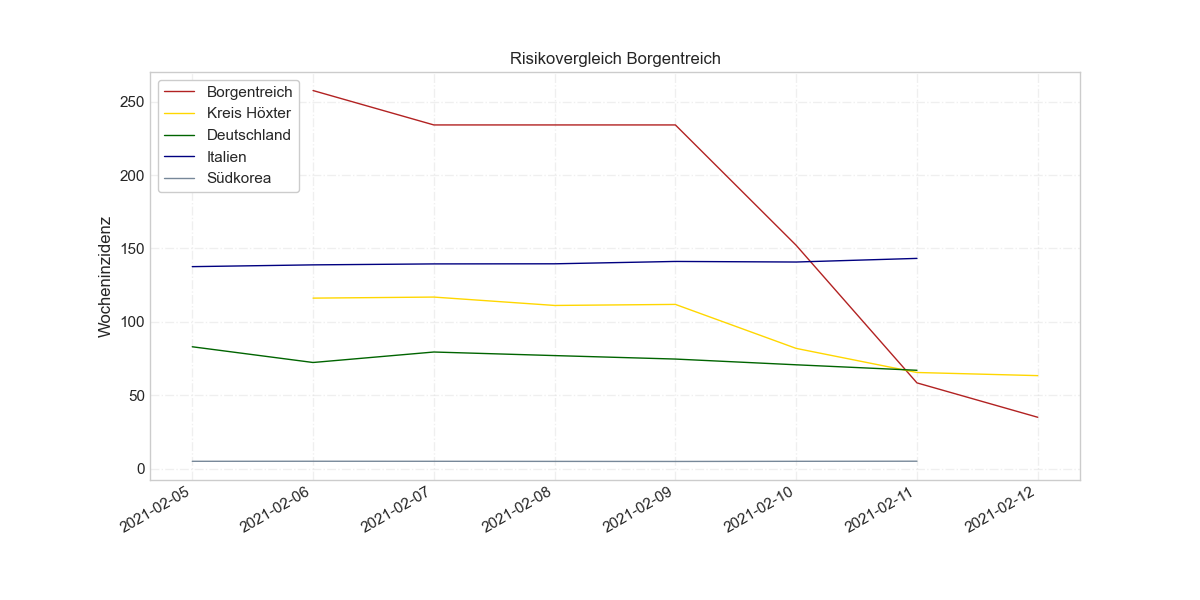 Risikovergleich Borgentreich
Borgentreich
Kreis Höxter
Deutschland
Italien
Südkorea
Wocheninzidenz
250
200
150
100
50
0
2021-02-05
2021-02-06
2021-02-07
2021-02-08
2021-02-09
2021-02-10
2021-02-11
2021-02-12